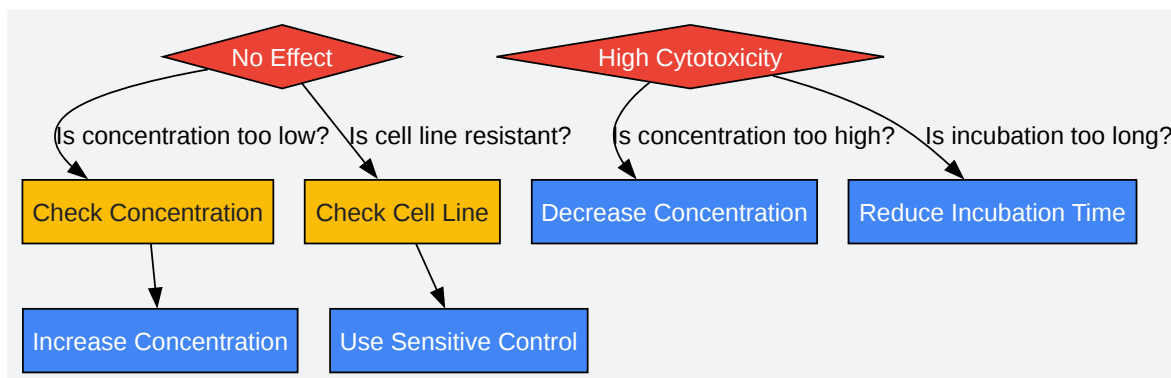 No Effect
High Cytotoxicity
Is concentration too low?
Is cell line resistant?
Is concentration too high?
Is incubation too long?
Check Concentration
Check Cell Line
Decrease Concentration
Reduce Incubation Time
Increase Concentration
Use Sensitive Control